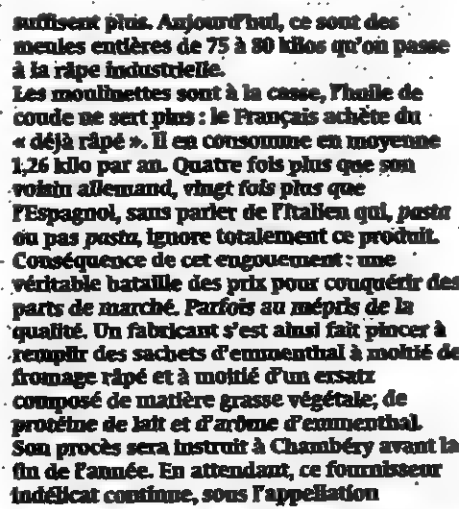 suffisent plus. Aujourd'hui, ce sont des
meules entières de 75 à 80 kilos qu'on passe
à la râpe industrielle.
Les moulinettes sont à la casse, l'huile de
coude ne sert plus : le Français achète du
« déjà râpé ». Il en consomme en moyenne
1,26 kilo par an. Quatre fois plus que son
voisin allemand, vingt fois plus que
l'Espagnol, sans parler de l'Italien qui, pasta
ou pas pasta, ignore totalement ce produit.
Conséquence de cet engouement : une
véritable bataille des prix pour conquérir des
parts de marché. Parfois au mépris de la
qualité. Un fabricant s'est ainsi fait pincer à
remplir des sachets d'emmenthal à moitié de
fromage râpé et à moitié d'un ersatz
composé de matière grasse végétale, de
protéine de lait et d'arôme d'emmenthal.
Son procès sera instruit à Chambéry avant la
fin de l'année. En attendant, ce fournisseur
indélicat continue, sous l'appellation